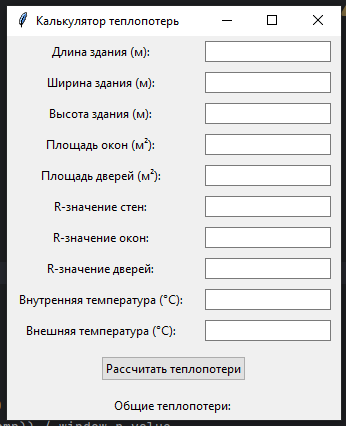 Калькулятор теплопотерь
Длина здания (м):
Ширина здания (м):
Высота здания (м):
Площадь окон (м²):
Площадь дверей (м²):
R-значение стен:
R-значение окон:
R-значение дверей:
Внутренняя температура (°C):
Внешняя температура (°C):
Рассчитать теплопотери
Общие теплопотери: